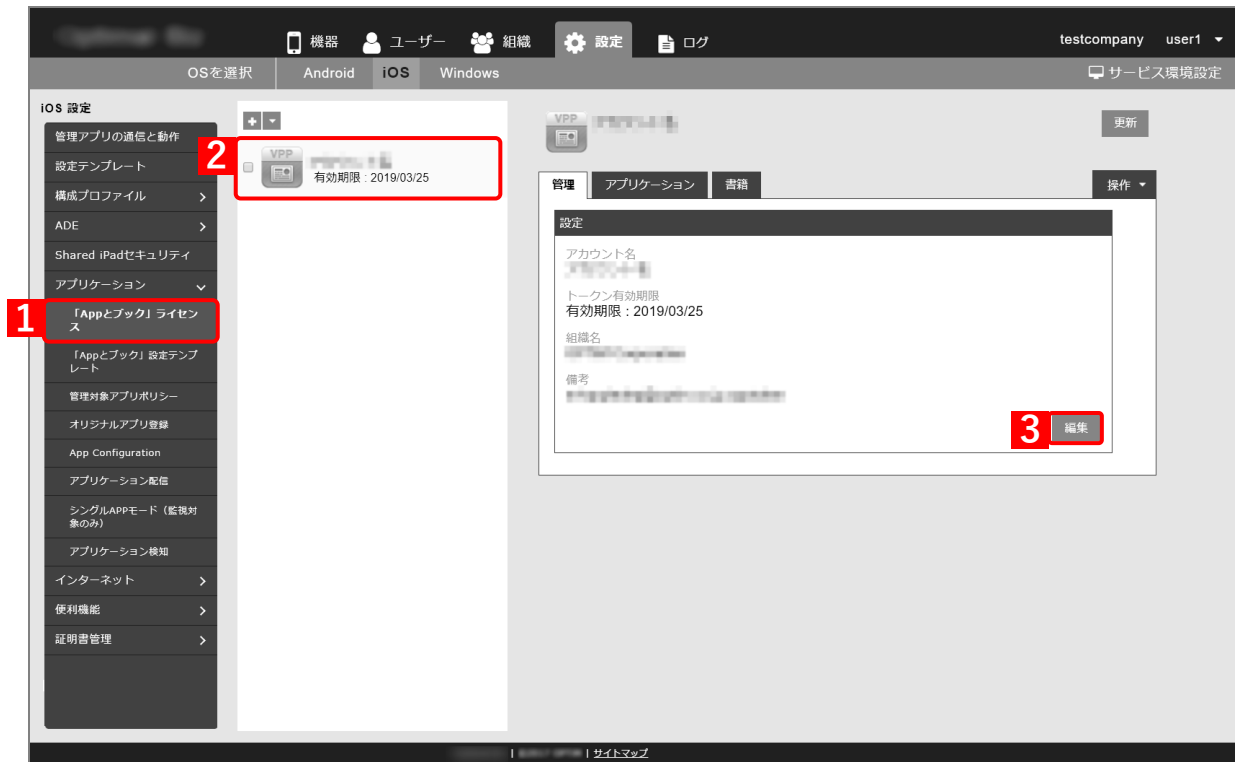 機器
ユーザー
組織
設定
ログ
testcompany user1
OSを選択
Android
iOS
Windows
サービス環境設定
iOS 設定
管理アプリの通信と動作
設定テンプレート
構成プロファイル
ADE
Shared iPadセキュリティ
アプリケーション
1
「Appとブック」ライセン
ス
「Appとブック」設定テンプ
レート
管理対象アプリポリシー
オリジナルアプリ登録
App Configuration
アプリケーション配信
シングルAPPモード（監視対
象のみ）
アプリケーション検知
インターネット
便利機能
証明書管理
2
VPP
有効期限 : 2019/03/25
VPP
更新
管理
アプリケーション
書籍
操作
設定
アカウント名
トークン有効期限
有効期限 : 2019/03/25
組織名
備考
3
編集
| | サイトマップ